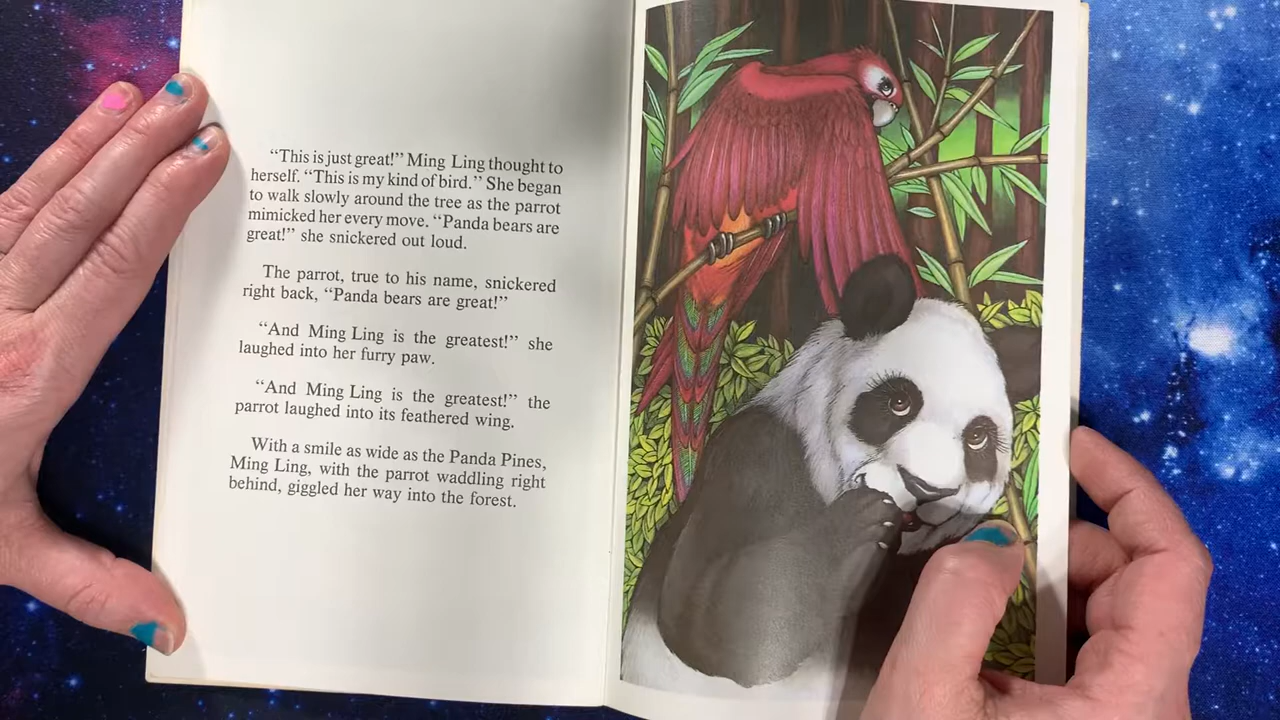 “This is just great!” Ming Ling thought to
herself. “This is my kind of bird.” She began
to walk slowly around the tree as the parrot
mimicked her every move. “Panda bears are
great!” she snickered out loud.
The parrot, true to his name, snickered
right back, “Panda bears are great!”
“And Ming Ling is the greatest!” she
laughed into her furry paw.
“And Ming Ling is the greatest!” the
parrot laughed into its feathered wing.
With a smile as wide as the Panda Pines,
Ming Ling, with the parrot waddling right
behind, giggled her way into the forest.